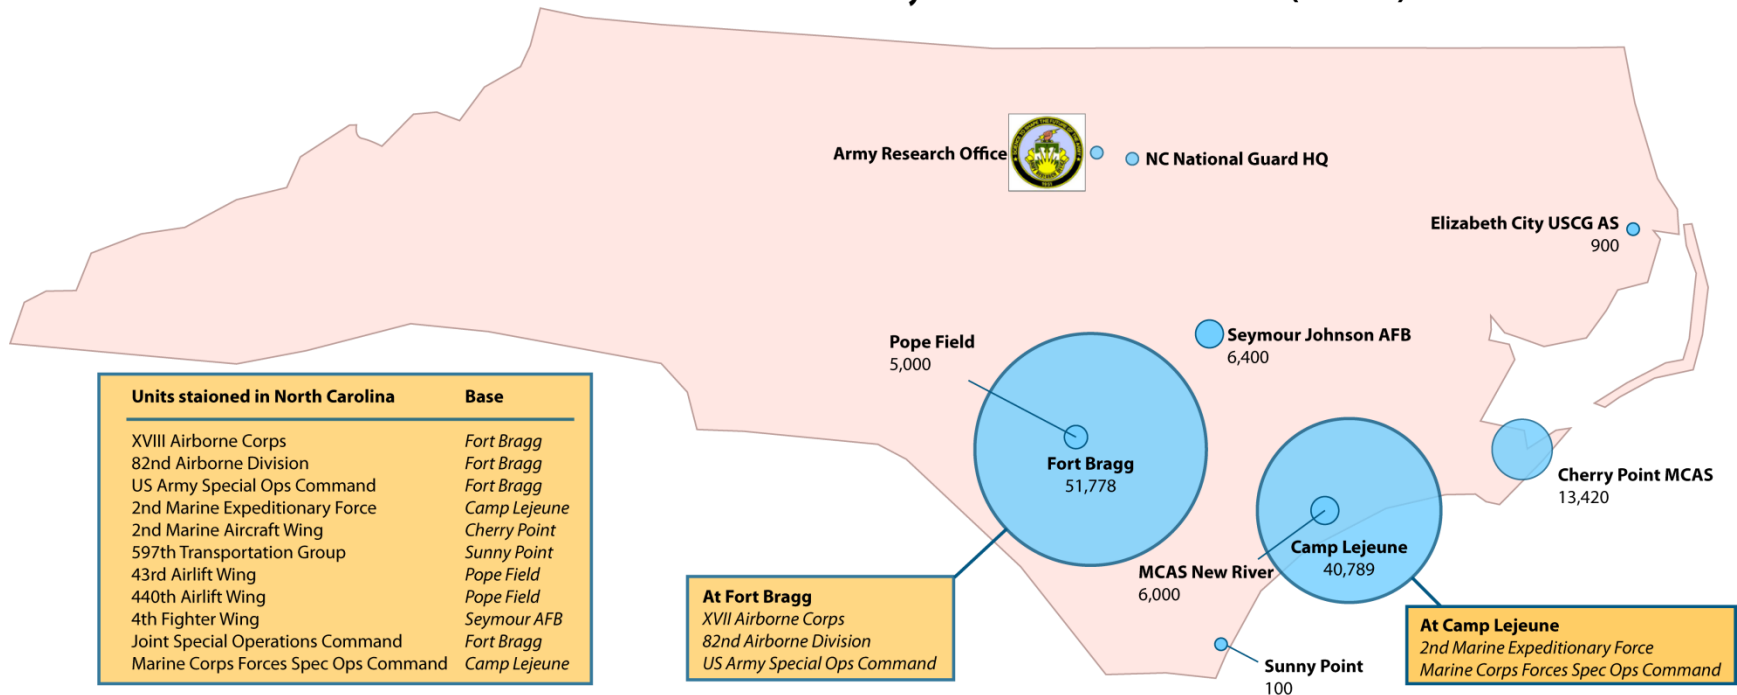 Army Research Office
NC National Guard HQ
Elizabeth City USCG AS
900
Pope Field
5,000
Seymour Johnson AFB
6,400
Fort Bragg
51,778
Cherry Point MCAS
13,420
Camp Lejeune
40,789
MCAS New River
6,000
Sunny Point
100
Units staioned in North Carolina Base
XVIII Airborne Corps Fort Bragg
82nd Airborne Division Fort Bragg
US Army Special Ops Command Fort Bragg
2nd Marine Expeditionary Force Camp Lejeune
2nd Marine Aircraft Wing Cherry Point
597th Transportation Group Sunny Point
43rd Airlift Wing Pope Field
440th Airlift Wing Pope Field
4th Fighter Wing Seymour AFB
Joint Special Operations Command Fort Bragg
Marine Corps Forces Spec Ops Command Camp Lejeune
At Fort Bragg
XVII Airborne Corps
82nd Airborne Division
US Army Special Ops Command
At Camp Lejeune
2nd Marine Expeditionary Force
Marine Corps Forces Spec Ops Command